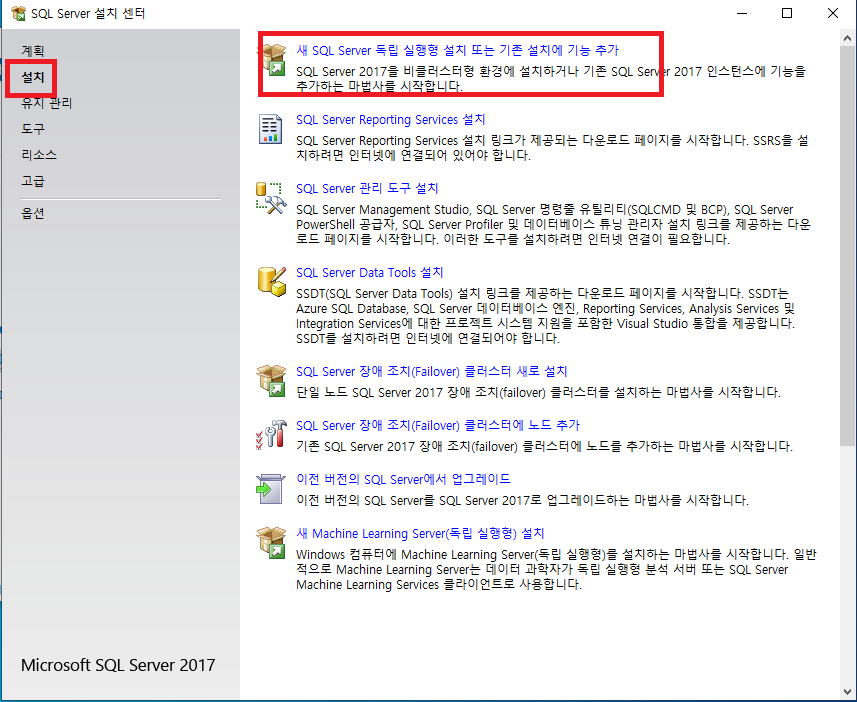 SQL Server 설치 센터
계획
설치
유지 관리
도구
리소스
고급
옵션
Microsoft SQL Server 2017
새 SQL Server 독립 실행형 설치 또는 기존 설치에 기능 추가
SQL Server 2017을 비클러스터형 환경에 설치하거나 기존 SQL Server 2017 인스턴스에 기능을
추가하는 마법사를 시작합니다.
SQL Server Reporting Services 설치
SQL Server Reporting Services 설치 링크가 제공되는 다운로드 페이지를 시작합니다. SSRS을 설
치하려면 인터넷에 연결되어 있어야 합니다.
SQL Server 관리 도구 설치
SQL Server Management Studio, SQL Server 명령줄 유틸리티(SQLCMD 및 BCP), SQL Server
PowerShell 공급자, SQL Server Profiler 및 데이터베이스 튜닝 관리자 설치 링크를 제공하는 다운
로드 페이지를 시작합니다. 이러한 도구를 설치하려면 인터넷 연결이 필요합니다.
SQL Server Data Tools 설치
SSDT(SQL Server Data Tools) 설치 링크를 제공하는 다운로드 페이지를 시작합니다. SSDT는
Azure SQL Database, SQL Server 데이터베이스 엔진, Reporting Services, Analysis Services 및
Integration Services에 대한 프로젝트 시스템 지원을 포함한 Visual Studio 통합을 제공합니다.
SSDT를 설치하려면 인터넷에 연결되어야 합니다.
SQL Server 장애 조치(Failover) 클러스터 새로 설치
단일 노드 SQL Server 2017 장애 조치(failover) 클러스터를 설치하는 마법사를 시작합니다.
SQL Server 장애 조치(Failover) 클러스터에 노드 추가
기존 SQL Server 2017 장애 조치(failover) 클러스터에 노드를 추가하는 마법사를 시작합니다.
이전 버전의 SQL Server에서 업그레이드
이전 버전의 SQL Server를 SQL Server 2017로 업그레이드하는 마법사를 시작합니다.
새 Machine Learning Server(독립 실행형) 설치
Windows 컴퓨터에 Machine Learning Server(독립 실행형)를 설치하는 마법사를 시작합니다. 일반
적으로 Machine Learning Server는 데이터 과학자가 독립 실행형 분석 서버 또는 SQL Server
Machine Learning Services 클라이언트로 사용합니다.